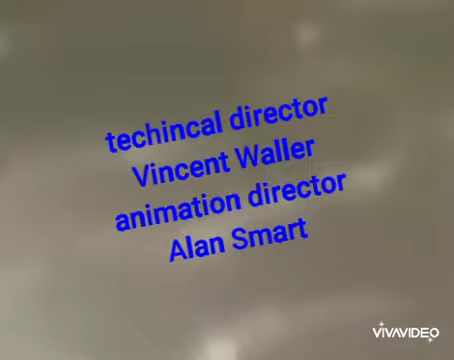 techincal director
Vincent Waller
animation director
Alan Smart
VIVAVIDEO